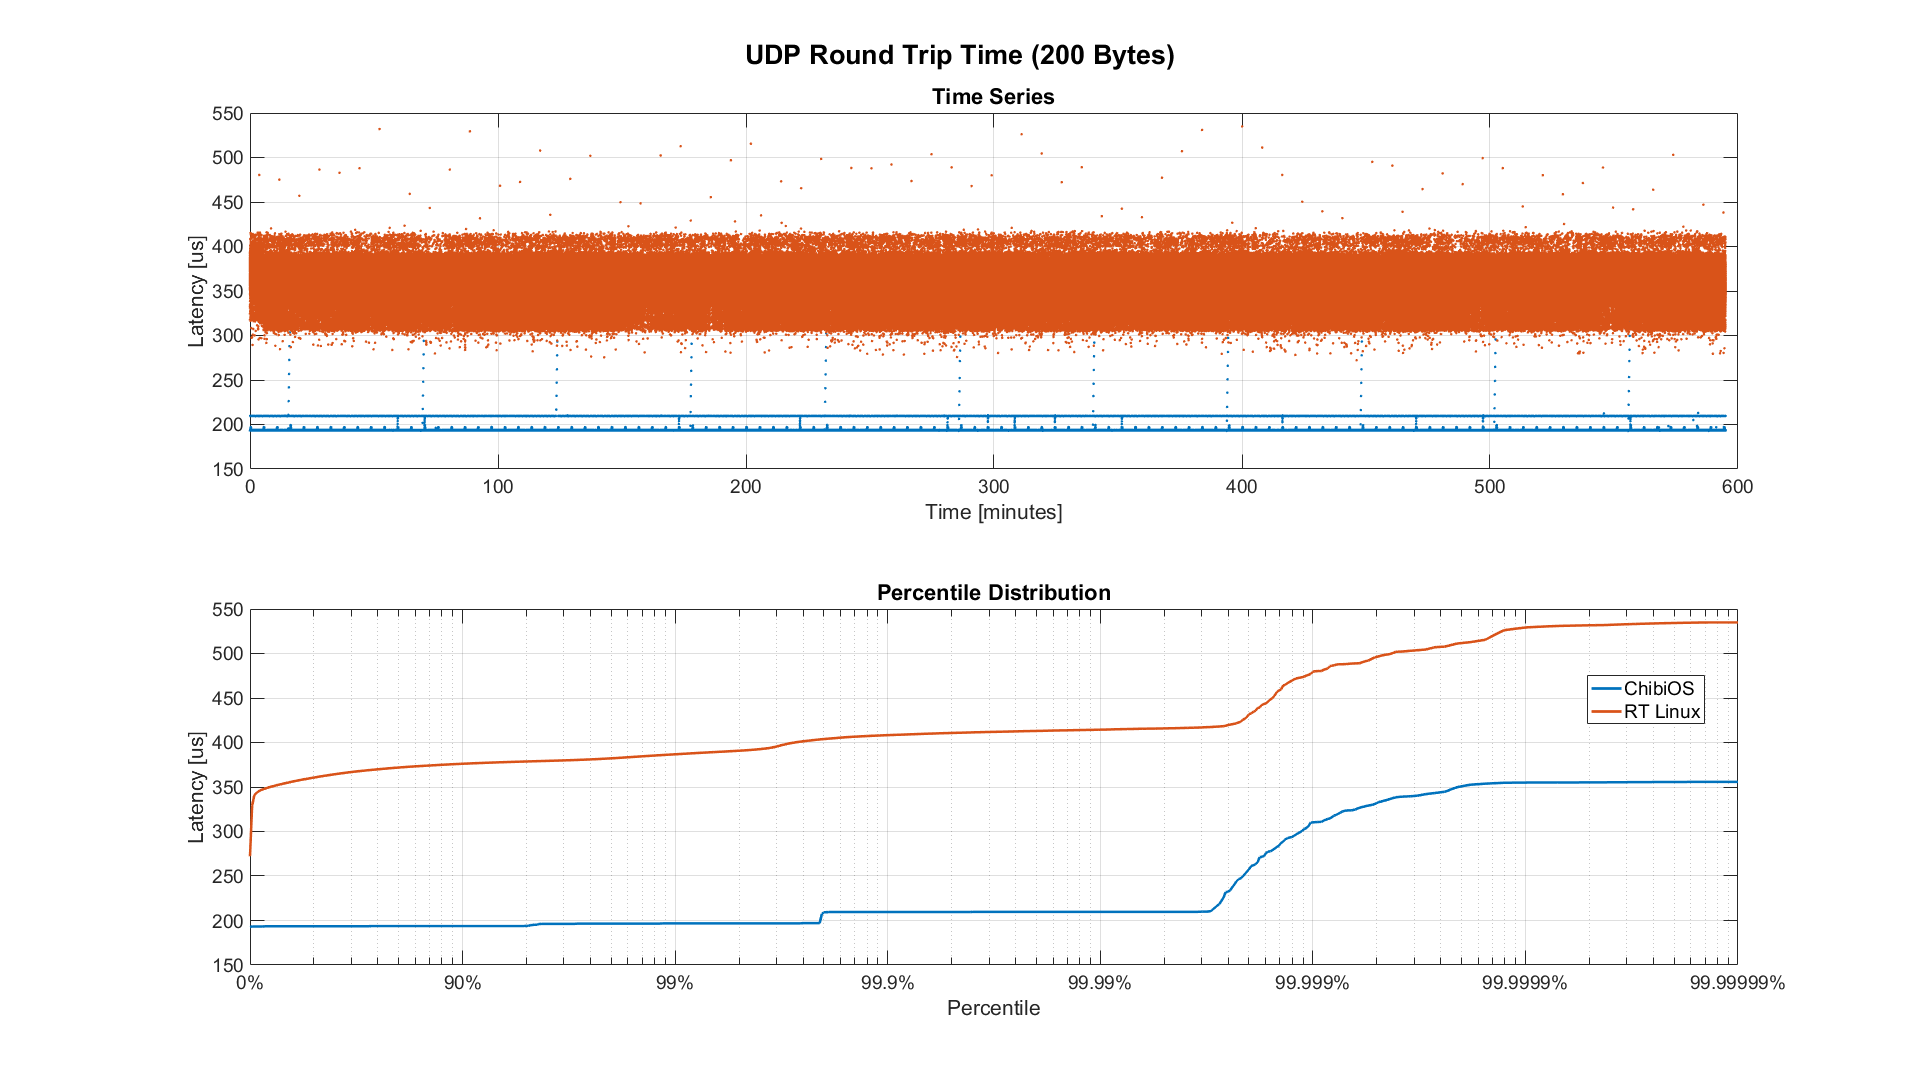 UDP Round Trip Time (200 Bytes)
Time Series
550
500
450
400
350
300
250
200
150
Latency [us]
0 100 200 300 400 500 600
Time [minutes]
Percentile Distribution
550
500
450
400
350
300
250
200
150
Latency [us]
ChibiOS
RT Linux
0% 90% 99% 99.9% 99.99% 99.999% 99.9999% 99.99999%
Percentile